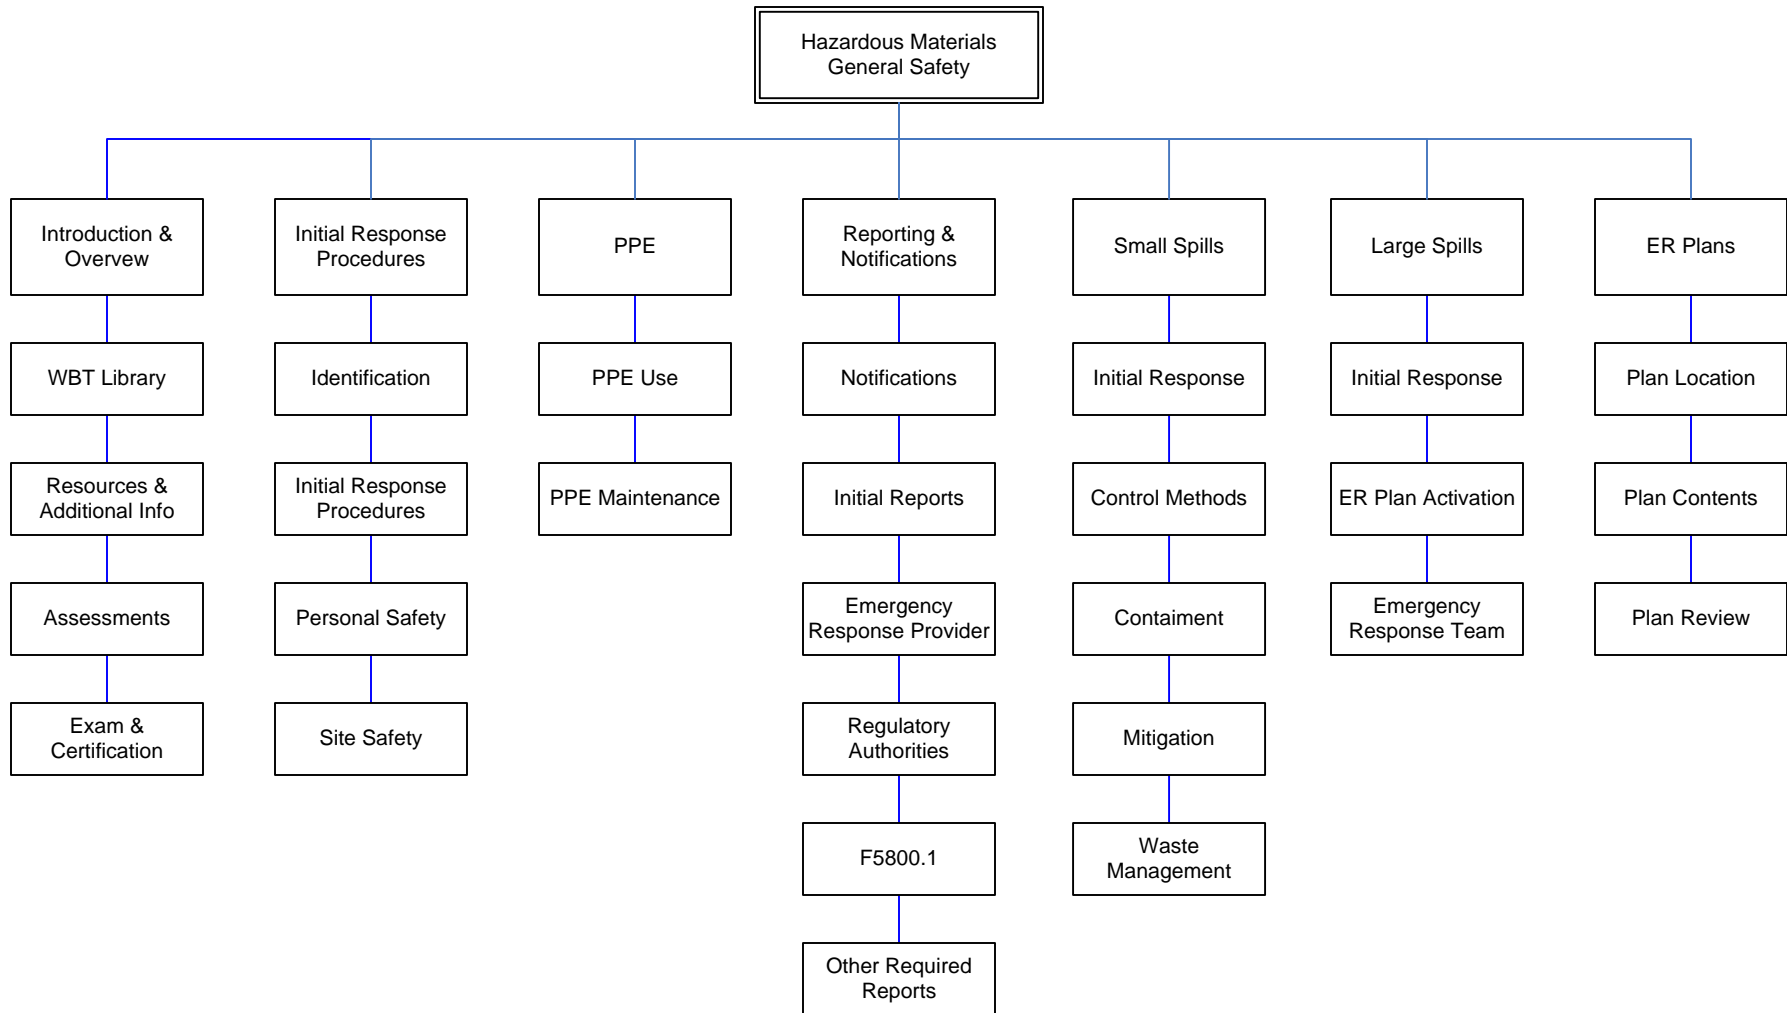 Hazardous Materials
General Safety
Introduction &
Overvew
Initial Response
Procedures
PPE
Reporting &
Notifications
Small Spills
Large Spills
ER Plans
WBT Library
Identification
PPE Use
Notifications
Initial Response
Initial Response
Plan Location
Resources &
Additional Info
Initial Response
Procedures
PPE Maintenance
Initial Reports
Control Methods
ER Plan Activation
Plan Contents
Assessments
Personal Safety
Emergency
Response Provider
Contaiment
Emergency
Response Team
Plan Review
Exam &
Certification
Site Safety
Regulatory
Authorities
Mitigation
F5800.1
Waste
Management
Other Required
Reports